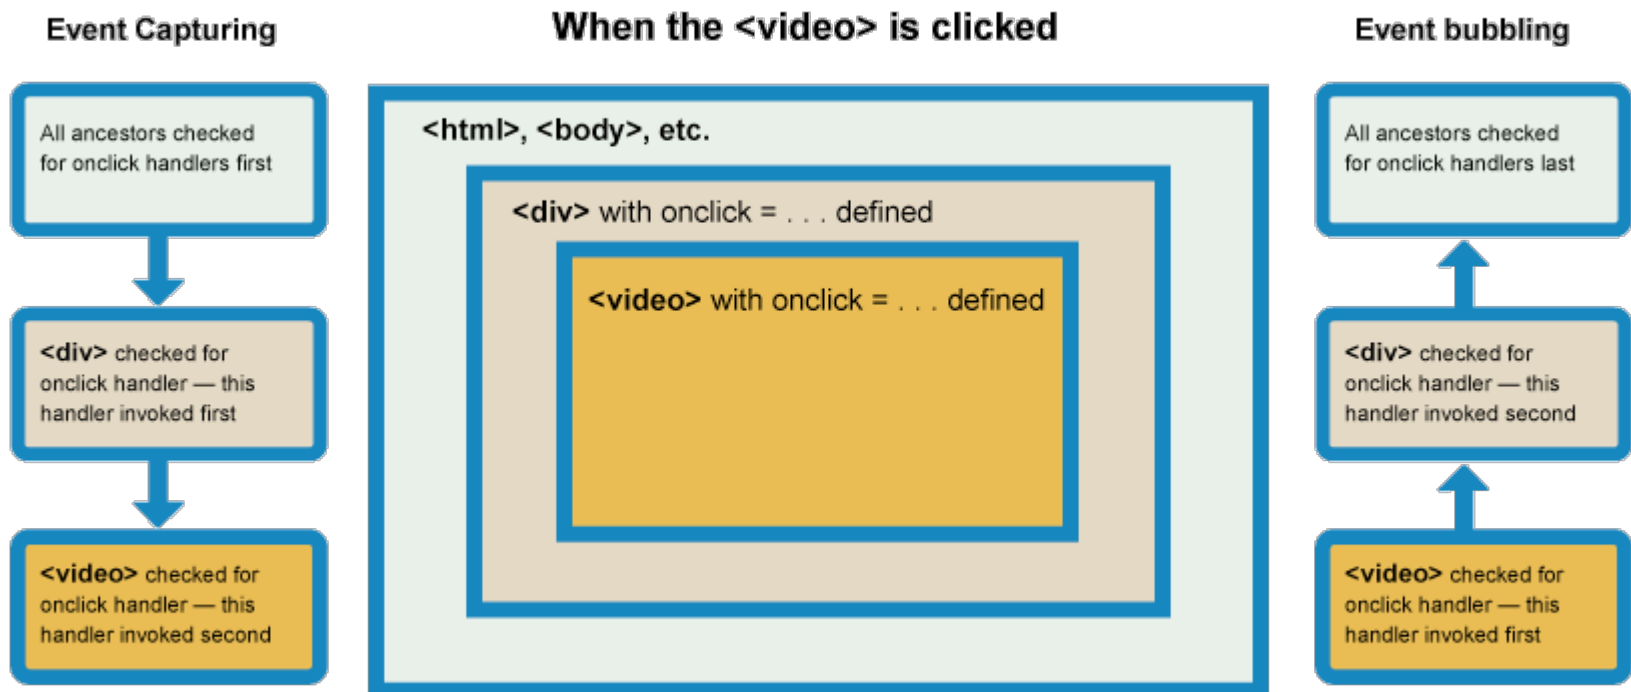 Event Capturing
All ancestors checked
for onclick handlers first
<div> checked for
onclick handler — this
handler invoked first
<video> checked for
onclick handler — this
handler invoked second
When the <video> is clicked
<html>, <body>, etc.
<div> with onclick = . . . defined
<video> with onclick = . . . defined
Event bubbling
All ancestors checked
for onclick handlers last
<div> checked for
onclick handler — this
handler invoked second
<video> checked for
onclick handler — this
handler invoked first